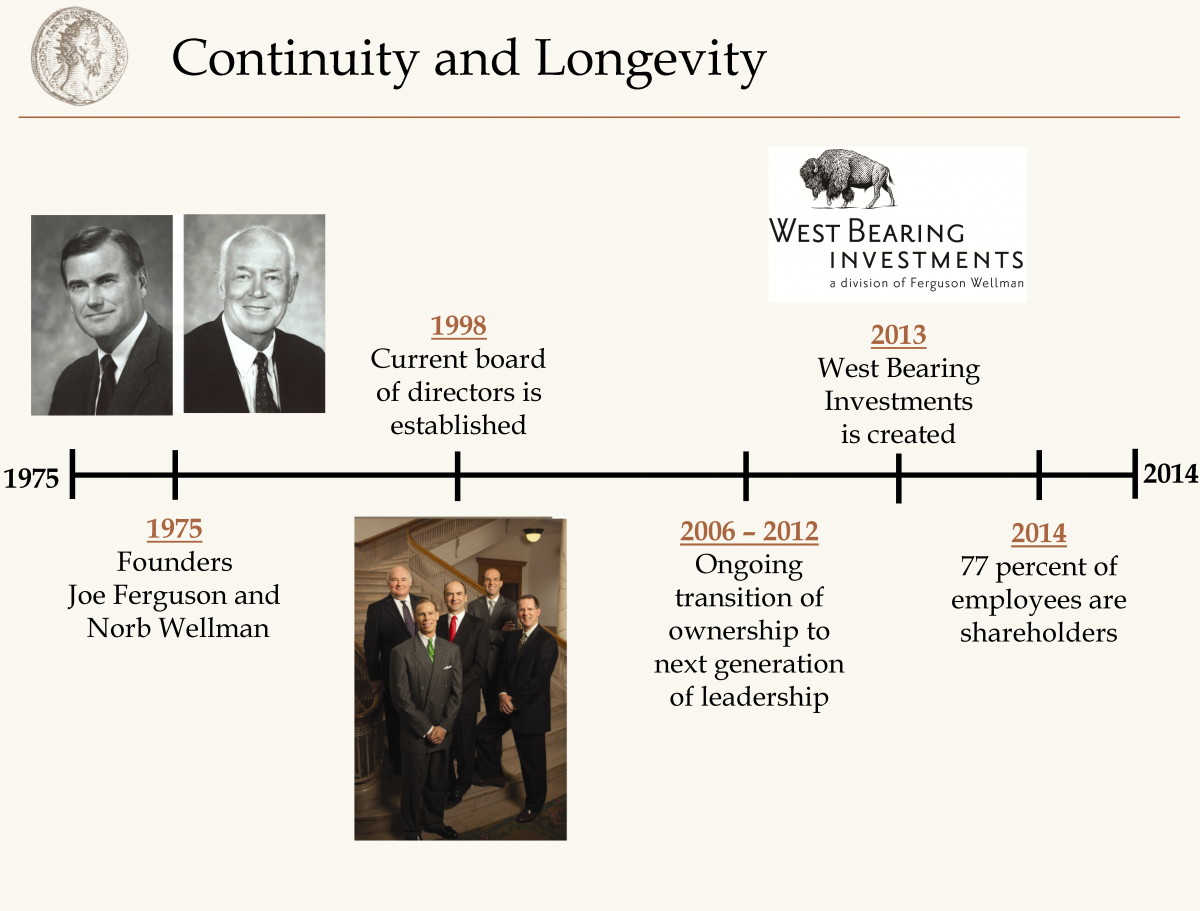 Continuity and Longevity
WEST BEARING
INVESTMENTS
a division of Ferguson Wellman
1998
Current board
of directors is
established
2013
West Bearing
Investments
is created
1975
2014
1975
Founders
Joe Ferguson and
Norb Wellman
2006 – 2012
Ongoing
transition of
ownership to
next generation
of leadership
2014
77 percent of
employees are
shareholders